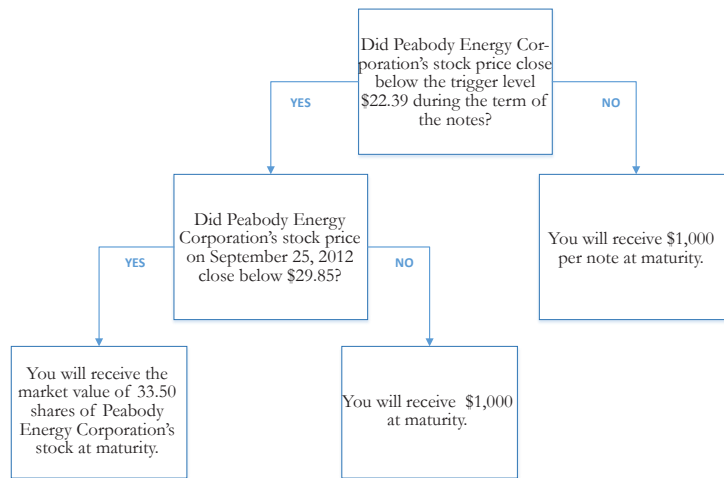 Did Peabody Energy Cor-
poration's stock price close
below the trigger level
$22.39 during the term of
the notes?
YES
NO
Did Peabody Energy
Corporation's stock price
on September 25, 2012
close below $29.85?
You will receive $1,000
per note at maturity.
YES
NO
You will receive the
market value of 33.50
shares of Peabody
Energy Corporation's
stock at maturity.
You will receive $1,000
at maturity.